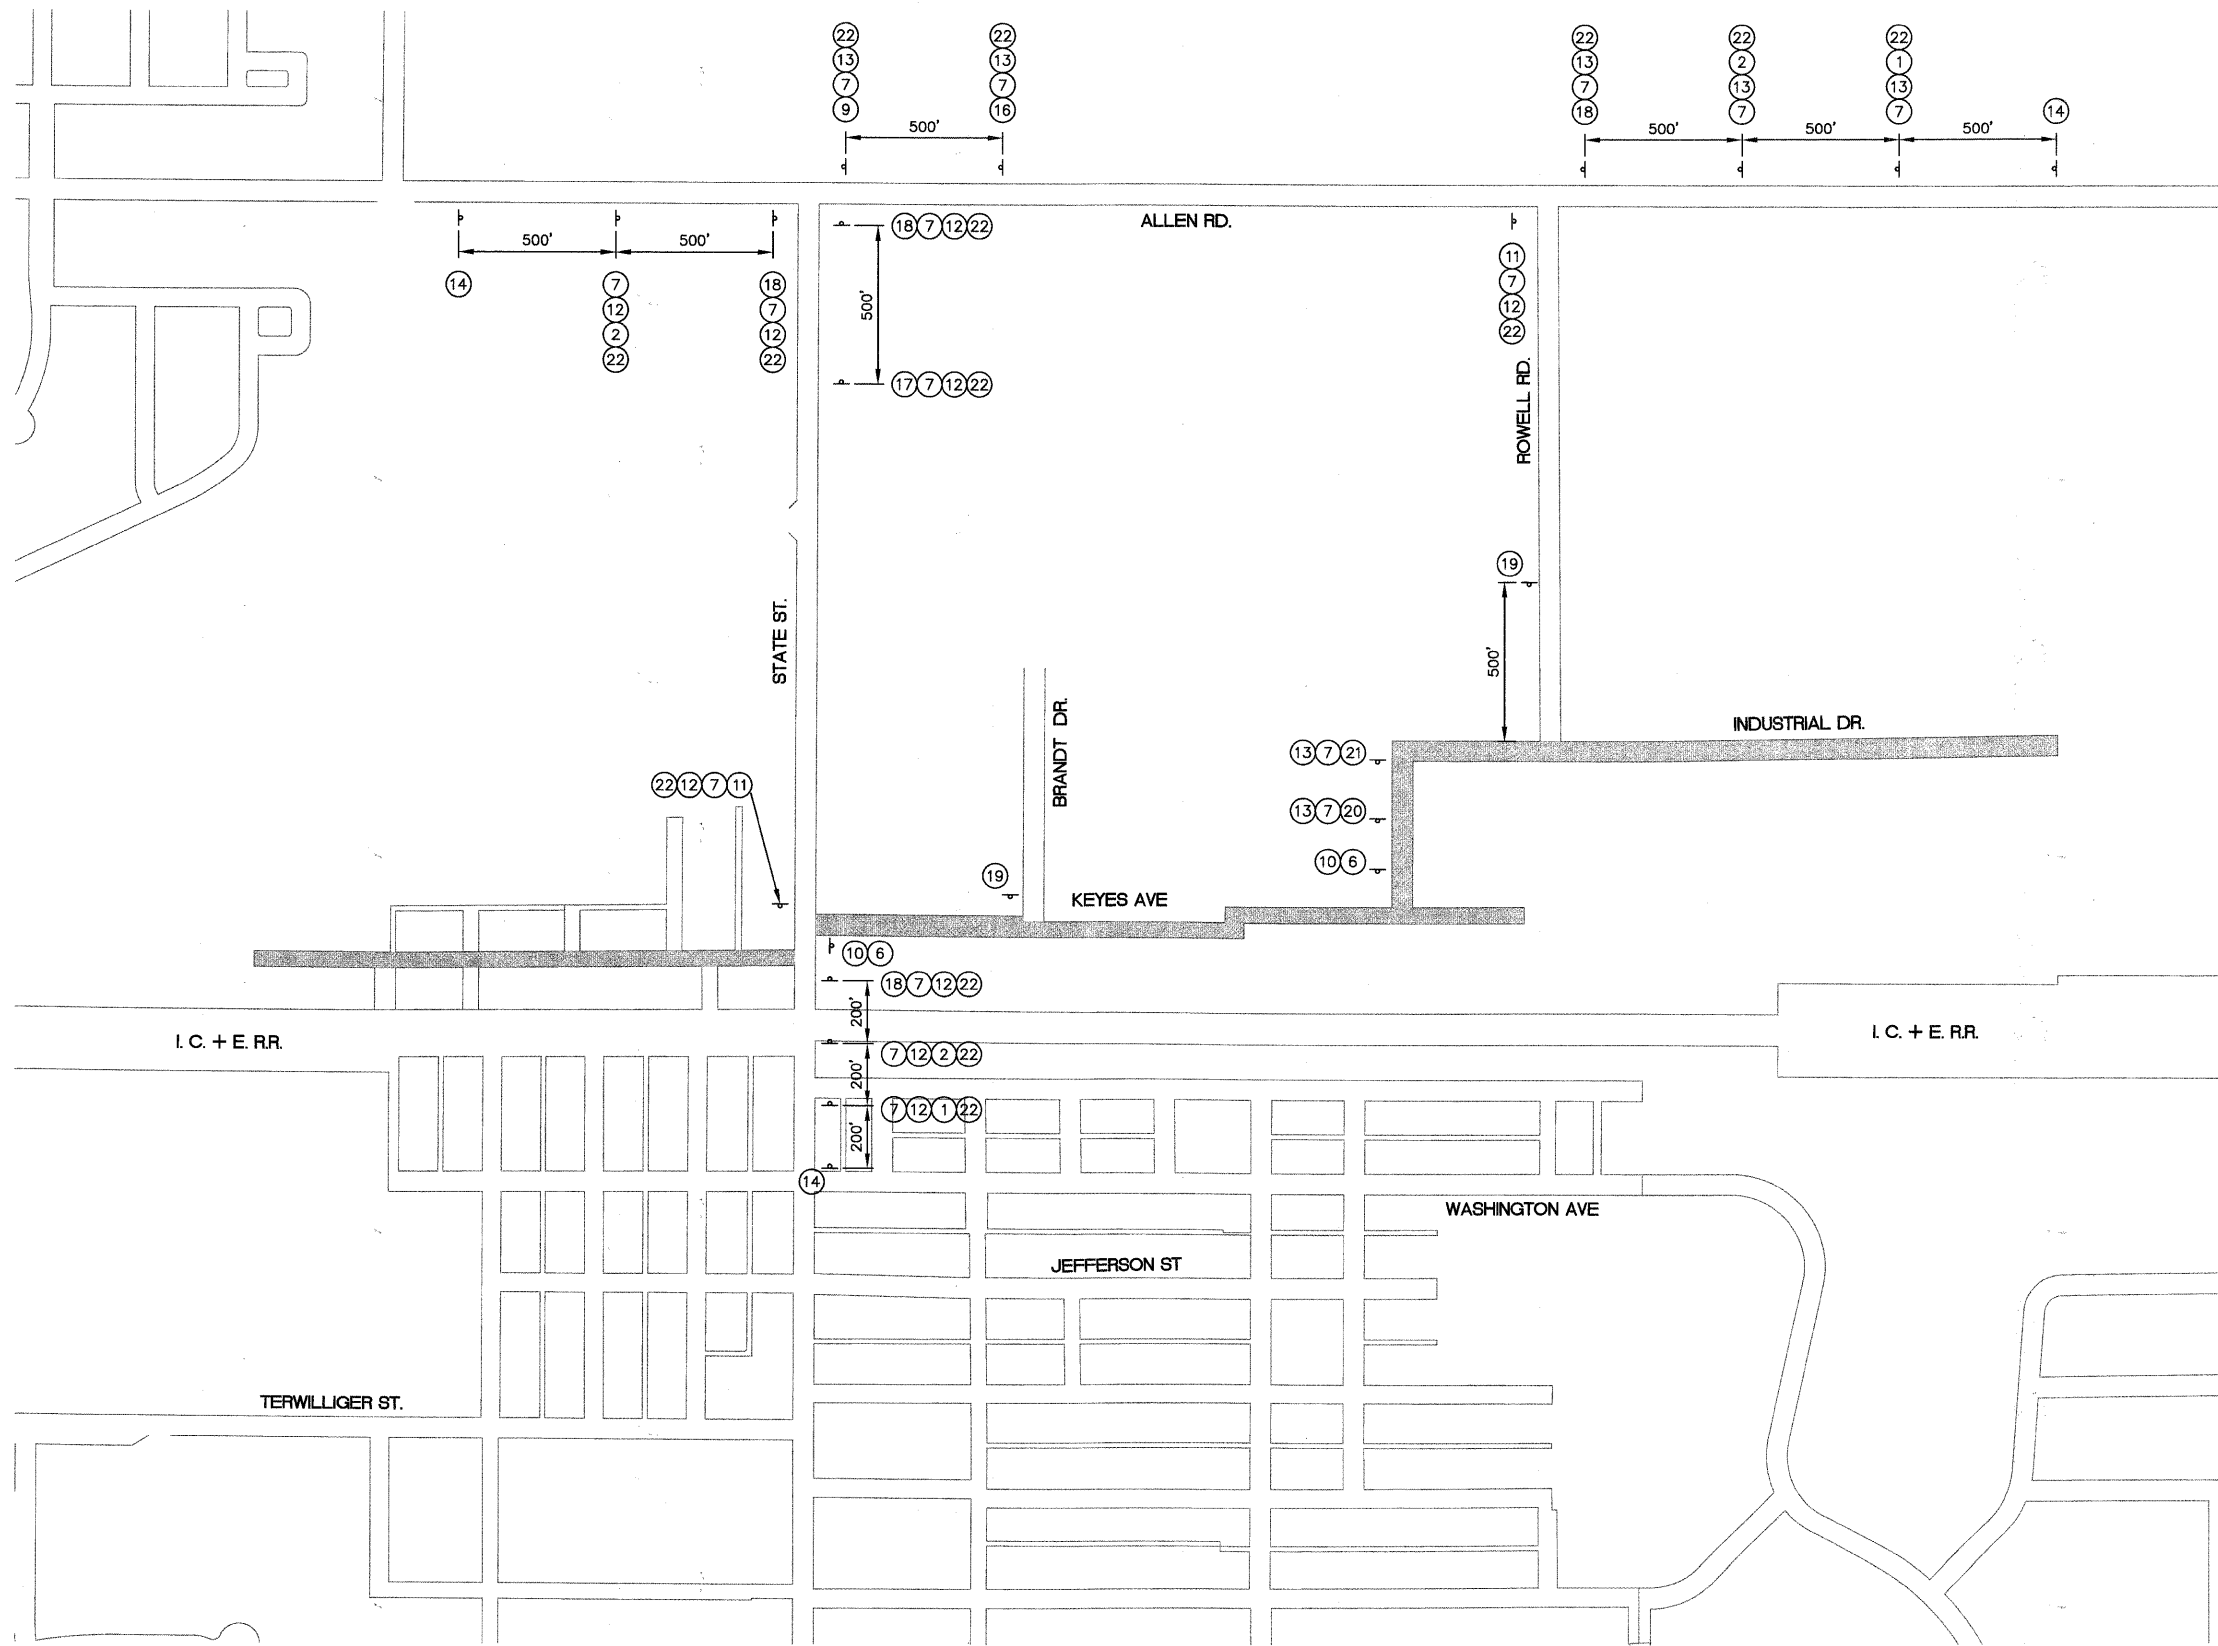 22 22 22 22 22
13 13 13 2 1
7 7 7 13 13
9 16 18 7 7 14
500' 500' 500' 500'
ALLEN RD.
18 7 12 22
500' 500'
14 7 18
12 7
2 12
22 22
500'
17 7 12 22
11
7
12
22
ROWELL RD.
19
500'
STATE ST.
BRANDT DR.
INDUSTRIAL DR.
13 7 21
22 12 7 11
13 7 20
10 6
19
KEYES AVE
10 6
18 7 12 22
200'
I. C. + E. R.R.
I. C. + E. R.R.
7 12 2 22
200'
7 12 1 22
200'
14
WASHINGTON AVE
JEFFERSON ST
TERWILLIGER ST.